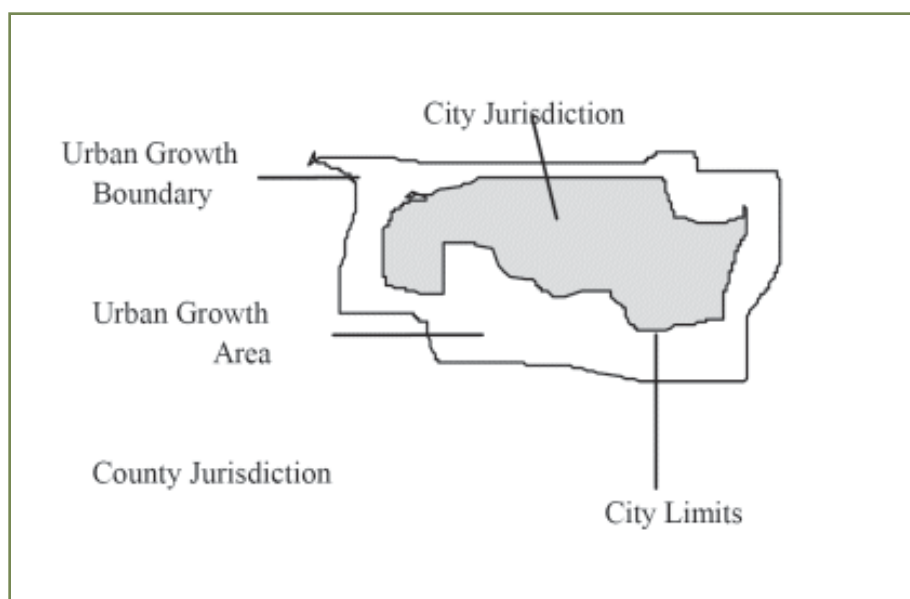 City Jurisdiction
Urban Growth
Boundary
Urban Growth
Area
County Jurisdiction
City Limits